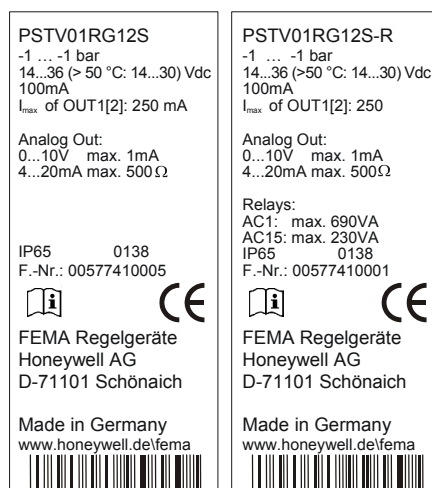 PSTV01RG12S
-1 ... -1 bar
14...36 (> 50 °C: 14...30) Vdc
100mA
Imax of OUT1[2]: 250 mA
Analog Out:
0...10V max. 1mA
4...20mA max. 500Ω
IP65 0138
F.-Nr.: 00577410005
i
CE
FEMA Regelgeräte
Honeywell AG
D-71101 Schönaich
Made in Germany
www.honeywell.de\fema
PSTV01RG12S-R
-1 ... -1 bar
14...36 (>50 °C: 14...30) Vdc
100mA
Imax of OUT1[2]: 250
Analog Out:
0...10V max. 1mA
4...20mA max. 500Ω
Relays:
AC1: max. 690VA
AC15: max. 230VA
IP65 0138
F.-Nr.: 00577410001
i
CE
FEMA Regelgeräte
Honeywell AG
D-71101 Schönaich
Made in Germany
www.honeywell.de\fema